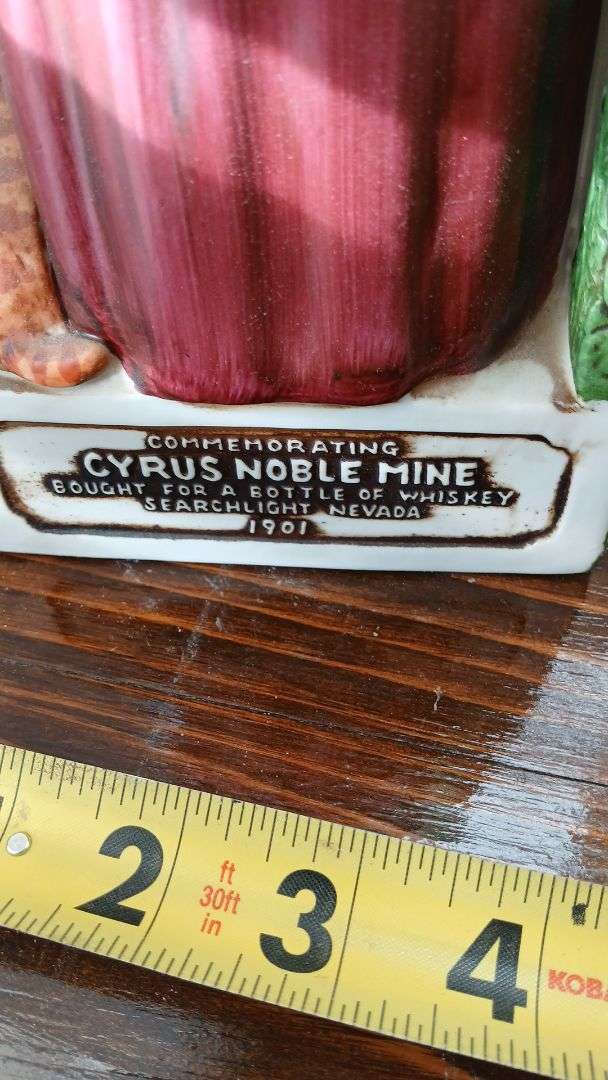 COMMEMORATING
CYRUS NOBLE MINE
BOUGHT FOR A BOTTLE OF WHISKEY
SEARCHLIGHT NEVADA
1901
2
ft
30ft
in
3
4